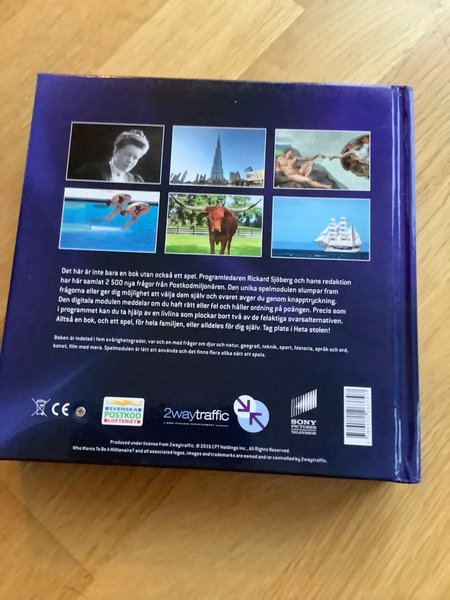 Det här är inte bara en bok utan också ett spel. Programledaren Rickard Sjöberg och hans redaktion
har här samlat 2 500 nya frågor från Postkodmiljonären. Den unika spelmodulen slumpar fram
frågorna eller ger dig möjlighet att välja dem själv och svaret avger du genom knapptryckning.
Den digitala modulen meddelar om du haft rätt eller fel och håller ordning på poängen. Precis som
i programmet kan du ta hjälp av en livlina som plockar bort två av de felaktiga svarsalternativen.
Alltså en bok, och ett spel, för hela familjen, eller alldeles för dig själv. Tag plats i Heta stolen!
Boken är indelad i fem svårighetsgrader, var och en med frågor om djur och natur, geografi, teknik, sport, historia, språk och ord,
konst, film med mera. Spelmodulen är lätt att använda och det finns flera olika sätt att spela.
CE
SVENSKA
POSTKOD
LOTTERIET
2waytraffic
A SONY PICTURES ENTERTAINMENT COMPANY
SONY
PICTURES
TELEVISION
Produced under license from 2waytraffic. © 2016 CPT Holdings Inc., All Rights Reserved.
Who Wants To Be A Millionaire? and all associated logos, images and trademarks are owned and/or controlled by 2waytraffic.